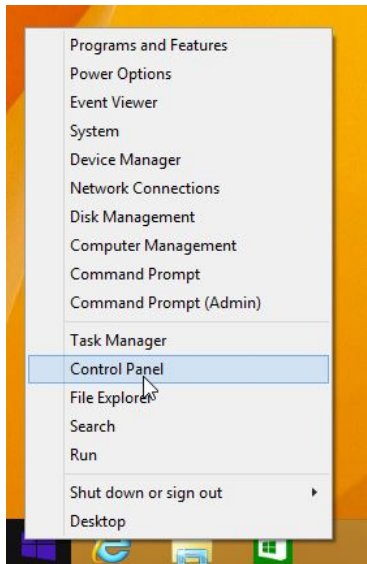 Programs and Features
Power Options
Event Viewer
System
Device Manager
Network Connections
Disk Management
Computer Management
Command Prompt
Command Prompt (Admin)
Task Manager
Control Panel
File Explorer
Search
Run
Shut down or sign out
Desktop